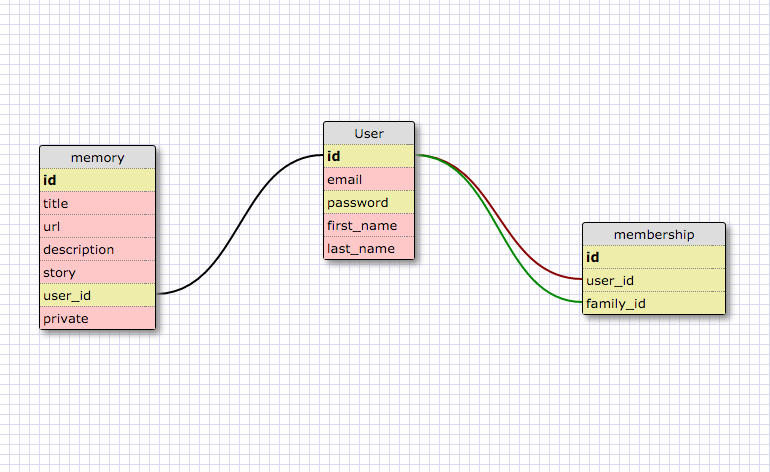 memory
id
title
url
description
story
user_id
private
User
id
email
password
first_name
last_name
membership
id
user_id
family_id